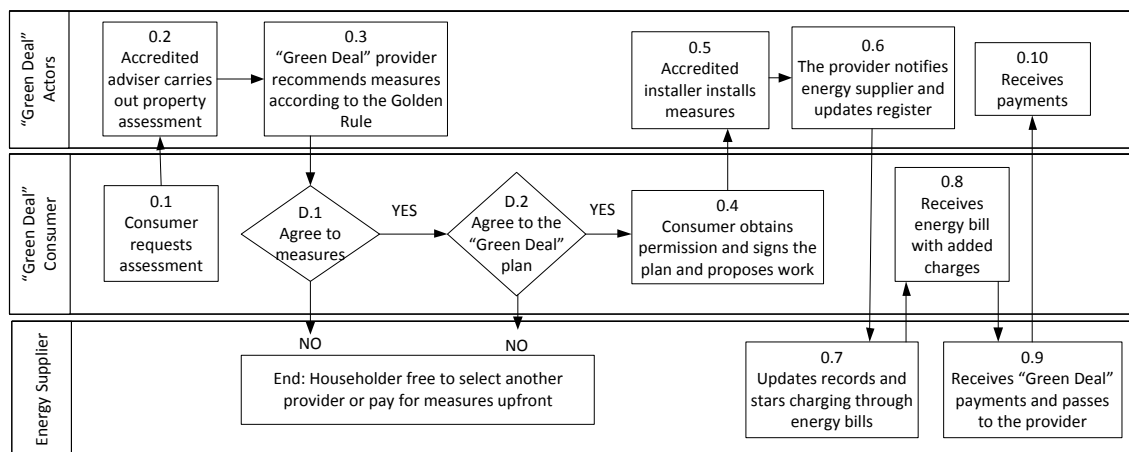 “Green Deal”
Actors
0.2
Accredited
adviser carries
out property
assessment
0.3
“Green Deal” provider
recommends measures
according to the Golden
Rule
0.5
Accredited
installer installs
measures
0.6
The provider notifies
energy supplier and
updates register
0.10
Receives
payments
“Green Deal”
Consumer
0.1
Consumer
requests
assessment
D.1
Agree to
measures
YES
D.2
Agree to the
“Green Deal”
plan
YES
0.4
Consumer obtains
permission and signs the
plan and proposes work
0.8
Receives
energy bill
with added
charges
Energy Supplier
NO
NO
End: Householder free to select another
provider or pay for measures upfront
0.7
Updates records and
stars charging through
energy bills
0.9
Receives “Green Deal”
payments and passes
to the provider